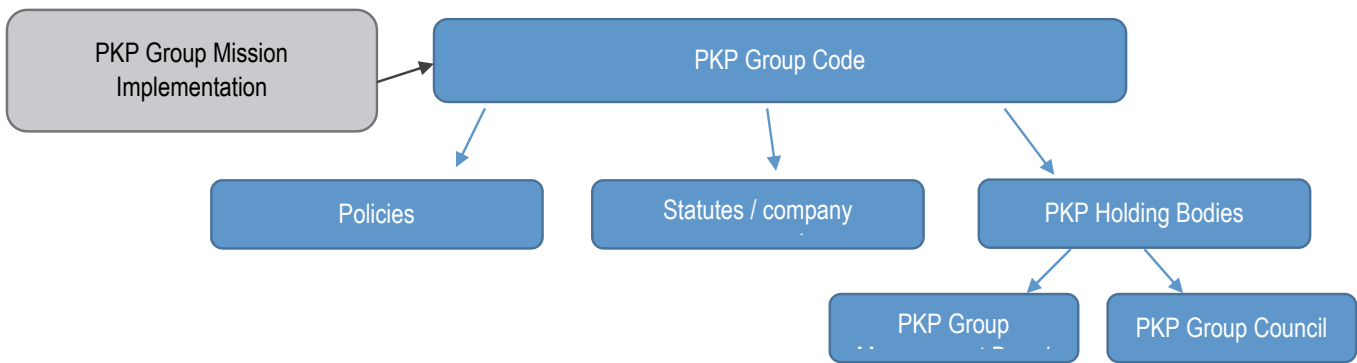 PKP Group Mission
Implementation
PKP Group Code
Policies
Statutes / company
PKP Holding Bodies
PKP Group
PKP Group Council